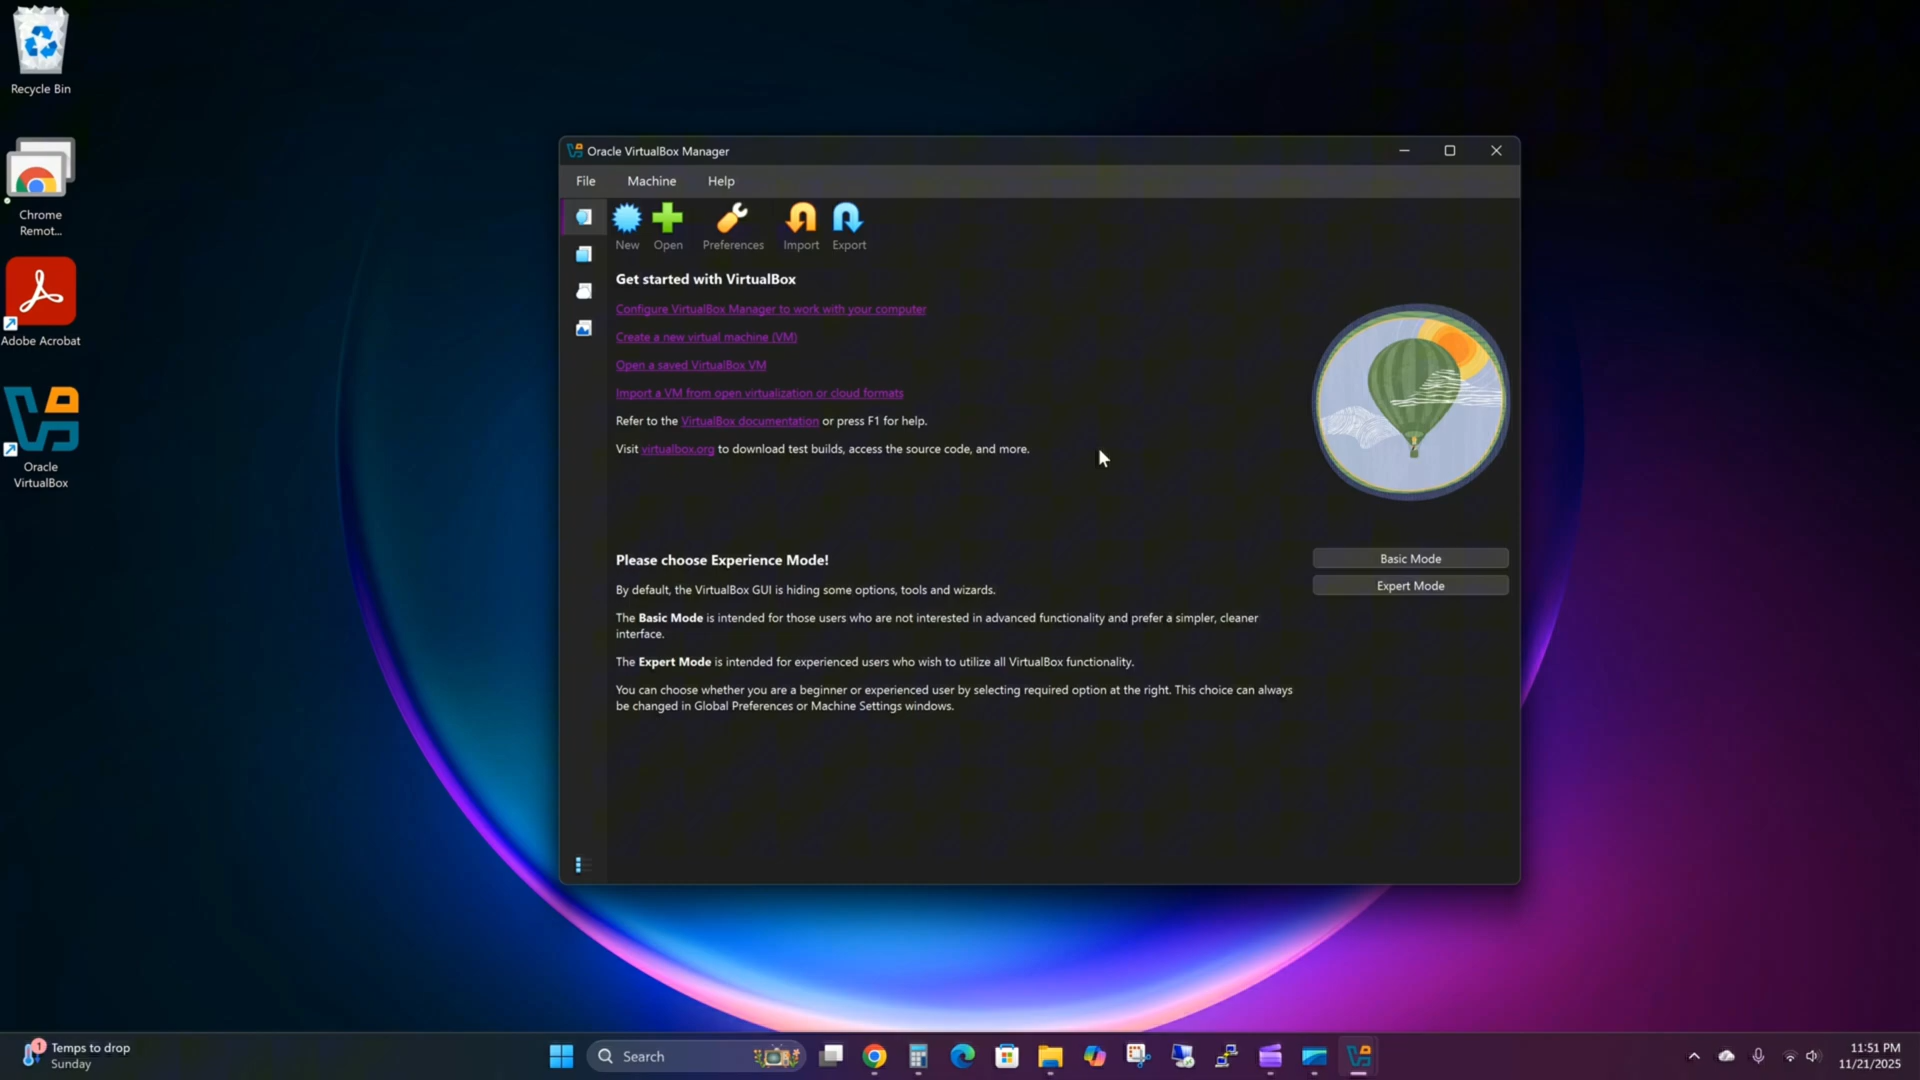 Recycle Bin
Chrome
Remot...
Adobe Acrobat
Oracle
VirtualBox
Oracle VirtualBox Manager
File Machine Help
New Open Preferences Import Export
Get started with VirtualBox
Configure VirtualBox Manager to work with your computer
Create a new virtual machine (VM)
Open a saved VirtualBox VM
Import a VM from open virtualization or cloud formats
Refer to the VirtualBox documentation or press F1 for help.
Visit virtualbox.org to download test builds, access the source code, and more.
Please choose Experience Mode!
By default, the VirtualBox GUI is hiding some options, tools and wizards.
The Basic Mode is intended for those users who are not interested in advanced functionality and prefer a simpler, cleaner
interface.
The Expert Mode is intended for experienced users who wish to utilize all VirtualBox functionality.
You can choose whether you are a beginner or experienced user by selecting required option at the right. This choice can always
be changed in Global Preferences or Machine Settings windows.
Basic Mode
Expert Mode
1
Temps to drop
Sunday
Search
11:51 PM
11/21/2025